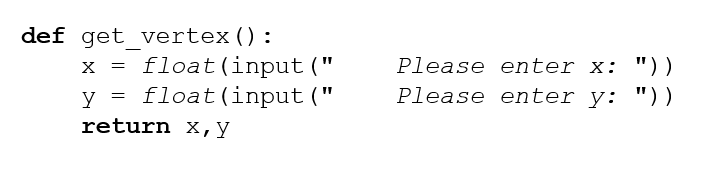 def get_vertex():
    x = float(input("    Please enter x: "))
    y = float(input("    Please enter y: "))
    return x,y